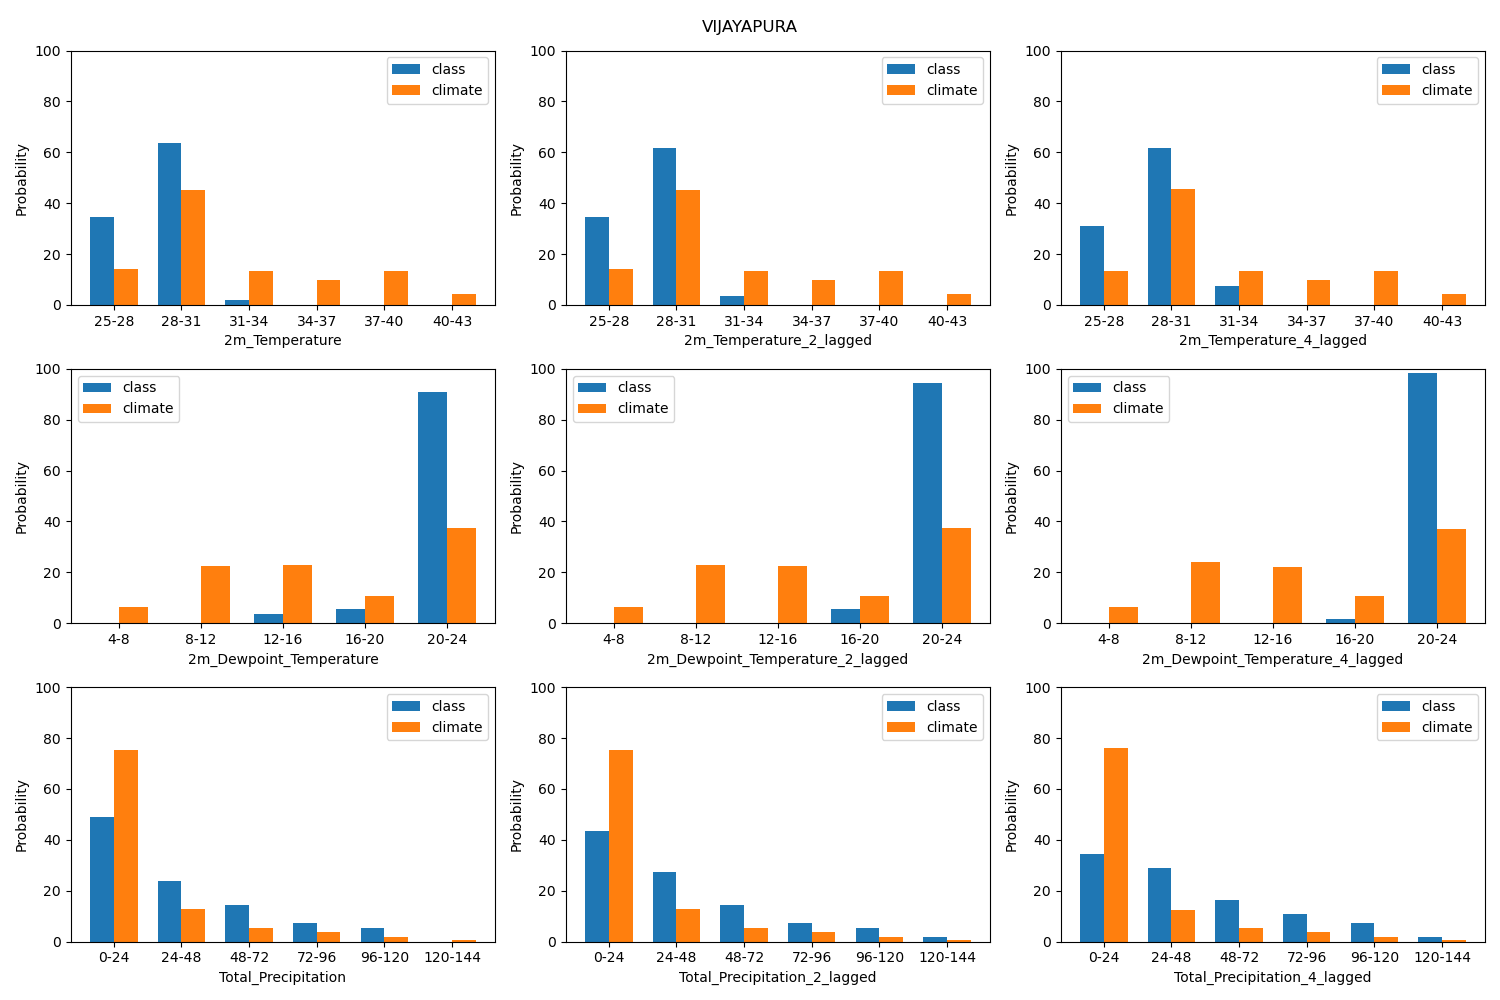 VIJAYAPURA
100
80
60
40
20
0
Probability
class
climate
25-28 28-31 31-34 34-37 37-40 40-43
2m_Temperature
100
80
60
40
20
0
Probability
class
climate
25-28 28-31 31-34 34-37 37-40 40-43
2m_Temperature_2_lagged
100
80
60
40
20
0
Probability
class
climate
25-28 28-31 31-34 34-37 37-40 40-43
2m_Temperature_4_lagged
100
80
60
40
20
0
Probability
class
climate
4-8 8-12 12-16 16-20 20-24
2m_Dewpoint_Temperature
100
80
60
40
20
0
Probability
class
climate
4-8 8-12 12-16 16-20 20-24
2m_Dewpoint_Temperature_2_lagged
100
80
60
40
20
0
Probability
class
climate
4-8 8-12 12-16 16-20 20-24
2m_Dewpoint_Temperature_4_lagged
100
80
60
40
20
0
Probability
class
climate
0-24 24-48 48-72 72-96 96-120 120-144
Total_Precipitation
100
80
60
40
20
0
Probability
class
climate
0-24 24-48 48-72 72-96 96-120 120-144
Total_Precipitation_2_lagged
100
80
60
40
20
0
Probability
class
climate
0-24 24-48 48-72 72-96 96-120 120-144
Total_Precipitation_4_lagged